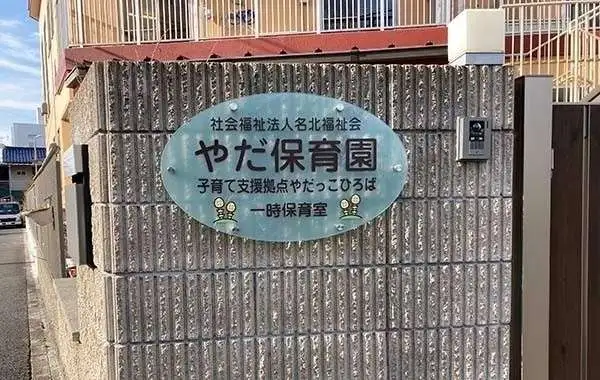 社会福祉法人名北福祉会
やだ保育園
子育て支援拠点やだっこひろば
一時保育室